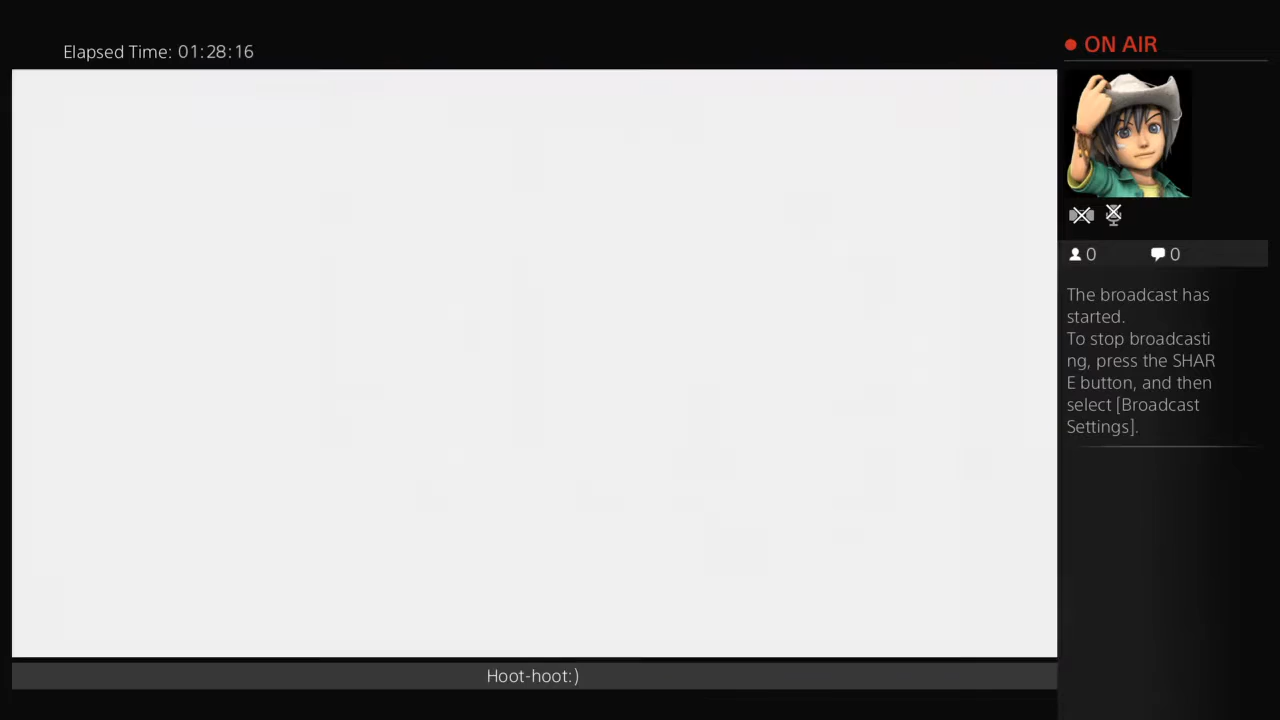 Elapsed Time: 01:28:16
ON AIR
0 0
The broadcast has
started.
To stop broadcasti
ng, press the SHAR
E button, and then
select [Broadcast
Settings].
Hoot-hoot:)